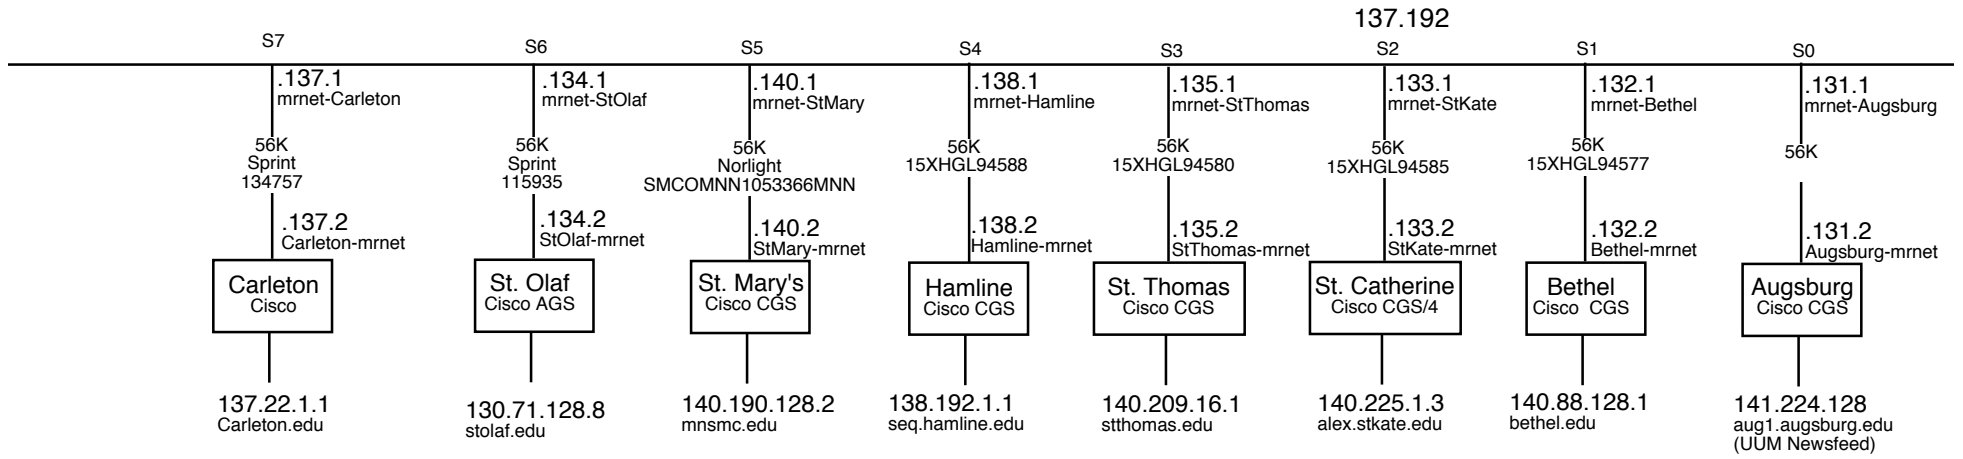 137.192
S7
.137.1
mrnet-Carleton
56K
Sprint
134757
.137.2
Carleton-mrnet
Carleton
Cisco
137.22.1.1
Carleton.edu
S6
.134.1
mrnet-StOlaf
56K
Sprint
115935
.134.2
StOlaf-mrnet
St. Olaf
Cisco AGS
130.71.128.8
stolaf.edu
S5
.140.1
mrnet-StMary
56K
Norlight
SMCOMNN1053366MNN
.140.2
StMary-mrnet
St. Mary's
Cisco CGS
140.190.128.2
mnsmc.edu
S4
.138.1
mrnet-Hamline
56K
15XHGL94588
.138.2
Hamline-mrnet
Hamline
Cisco CGS
138.192.1.1
seq.hamline.edu
S3
.135.1
mrnet-StThomas
56K
15XHGL94580
.135.2
StThomas-mrnet
St. Thomas
Cisco CGS
140.209.16.1
stthomas.edu
S2
.133.1
mrnet-StKate
56K
15XHGL94585
.133.2
StKate-mrnet
St. Catherine
Cisco CGS/4
140.225.1.3
alex.stkate.edu
S1
.132.1
mrnet-Bethel
56K
15XHGL94577
.132.2
Bethel-mrnet
Bethel
Cisco CGS
140.88.128.1
bethel.edu
S0
.131.1
mrnet-Augsburg
56K
.131.2
Augsburg-mrnet
Augsburg
Cisco CGS
141.224.128
aug1.augsburg.edu
(UUM Newsfeed)